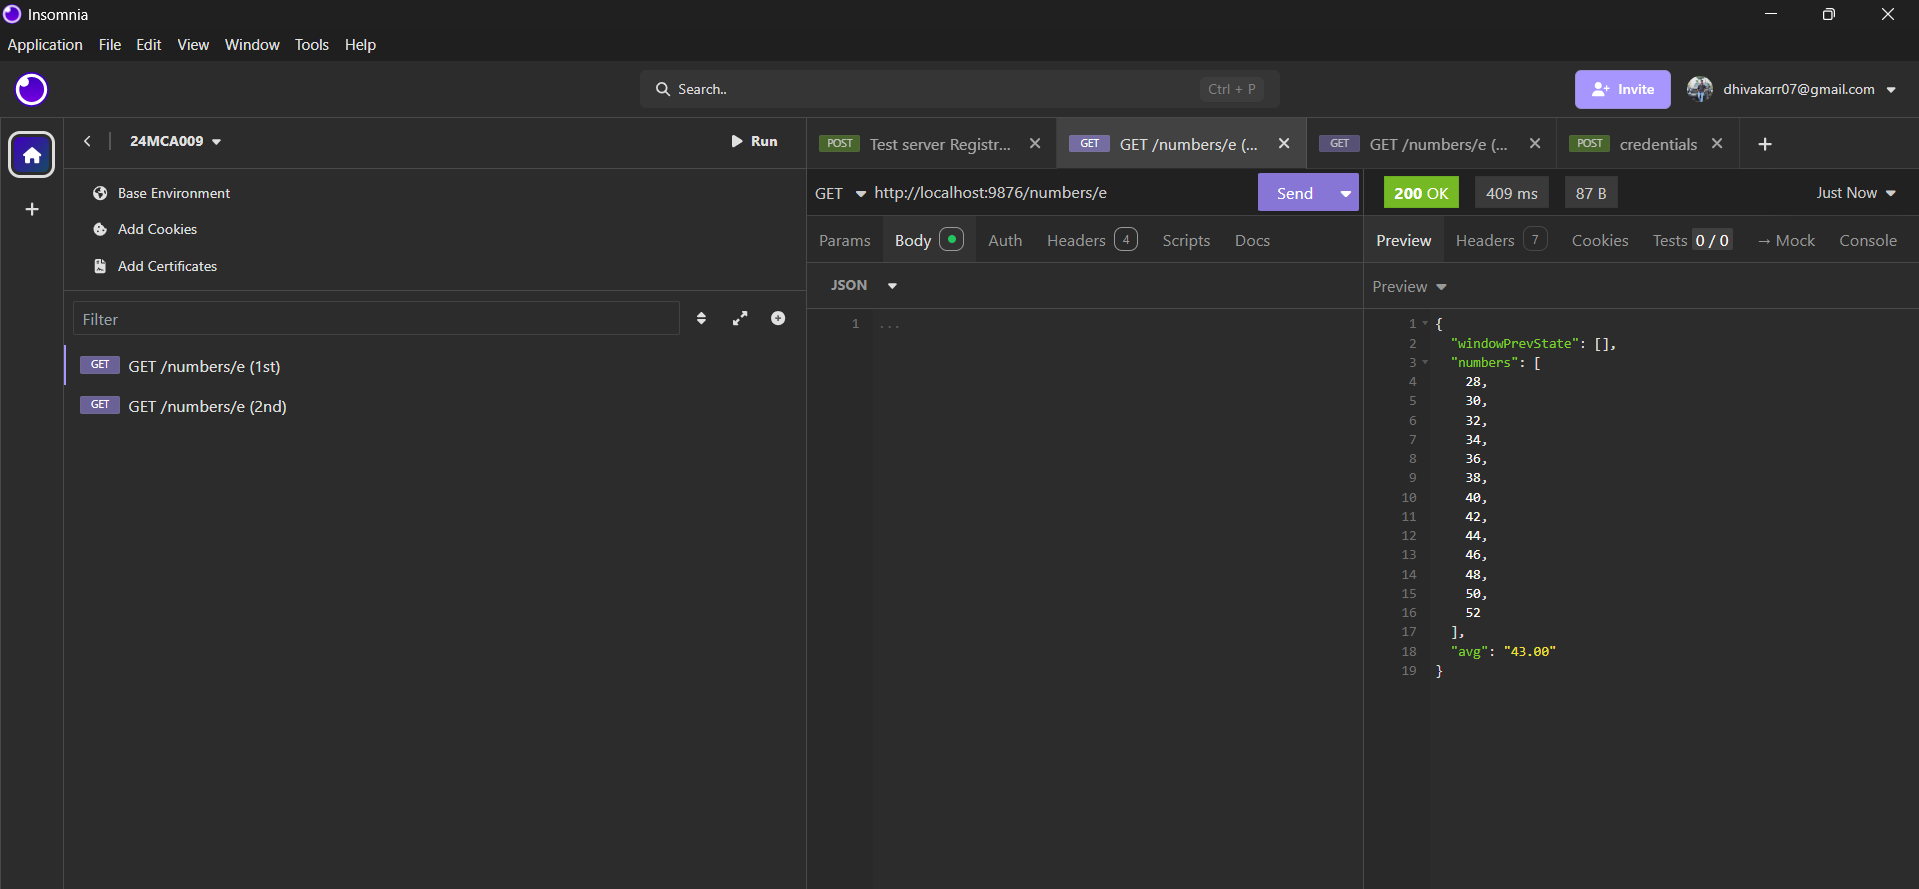 Insomnia
Application File Edit View Window Tools Help
Search.. Ctrl + P
Invite
dhivakarr07@gmail.com
24MCA009
Run
Base Environment
Add Cookies
Add Certificates
Filter
GET GET /numbers/e (1st)
GET GET /numbers/e (2nd)
POST Test server Registr...
GET GET /numbers/e (...
GET GET /numbers/e (...
POST credentials
GET http://localhost:9876/numbers/e Send
Params Body Auth Headers 4 Scripts Docs
JSON
1 ...
200 OK 409 ms 87 B Just Now
Preview Headers 7 Cookies Tests 0 / 0 → Mock Console
Preview
1 {
2 "windowPrevState": [],
3 "numbers": [
4 28,
5 30,
6 32,
7 34,
8 36,
9 38,
10 40,
11 42,
12 44,
13 46,
14 48,
15 50,
16 52
17 ],
18 "avg": "43.00"
19 }